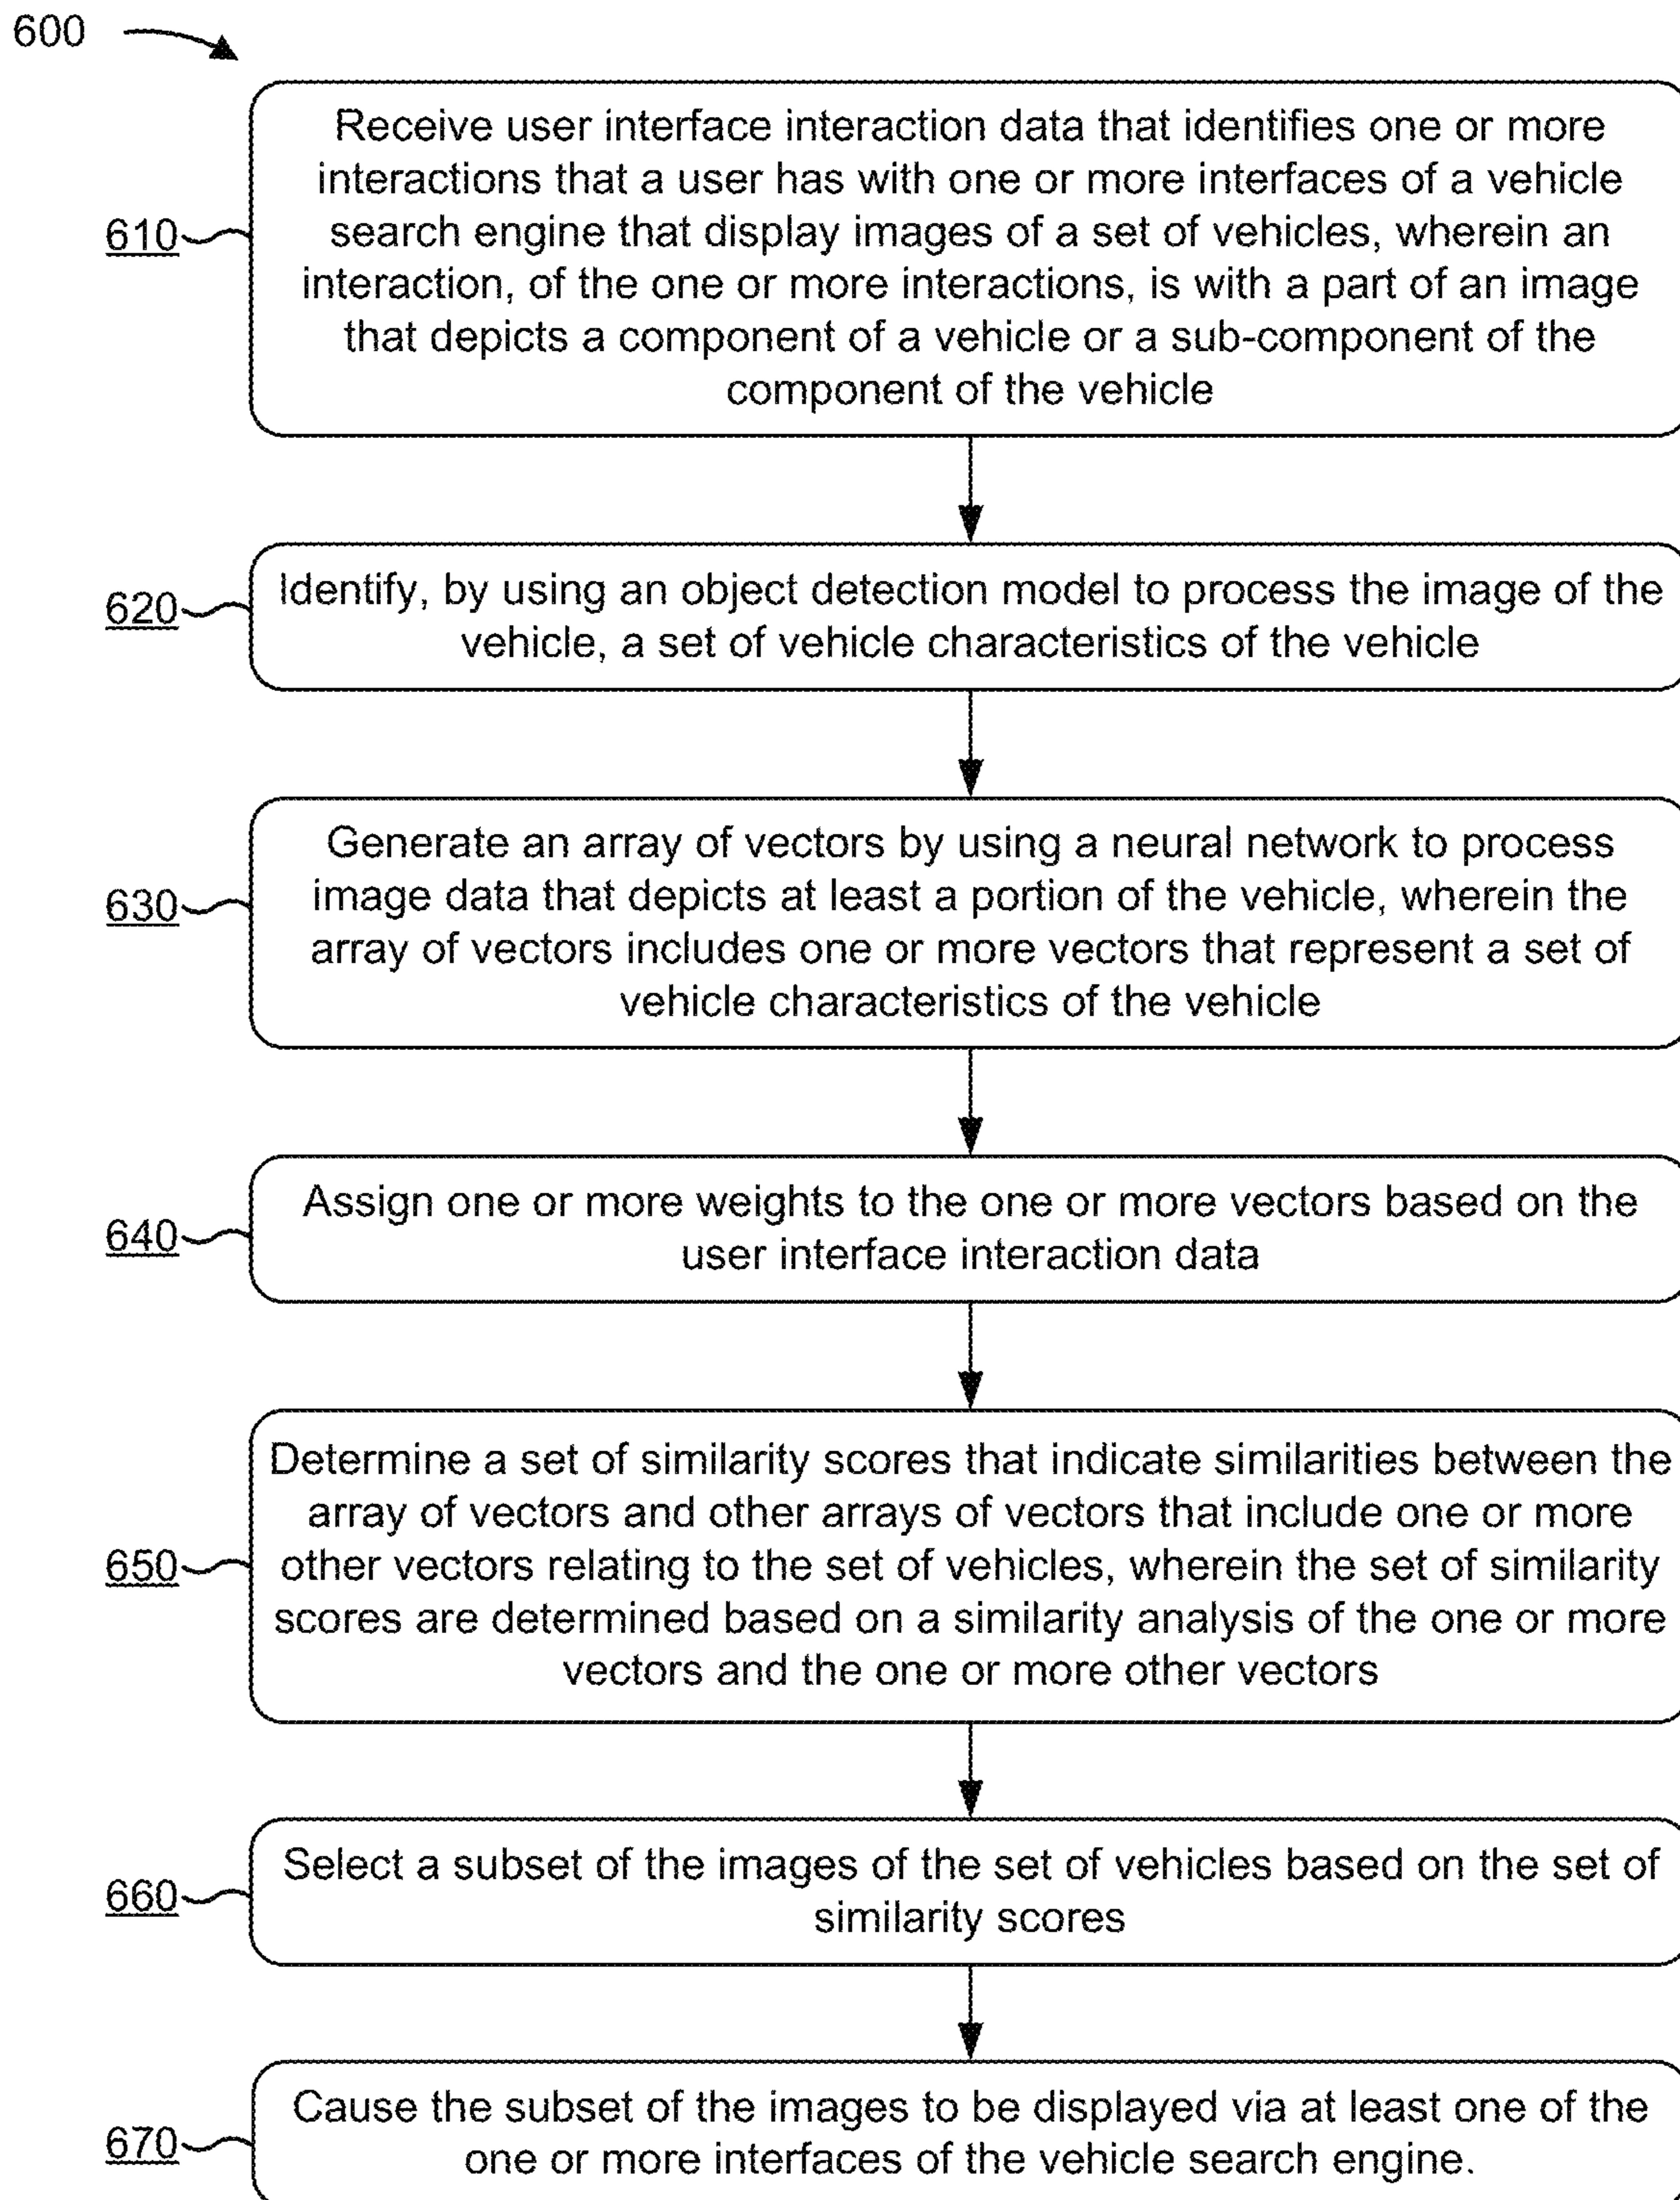 600
Receive user interface interaction data that identifies one or more
interactions that a user has with one or more interfaces of a vehicle
search engine that display images of a set of vehicles, wherein an
interaction, of the one or more interactions, is with a part of an image
that depicts a component of a vehicle or a sub-component of the
component of the vehicle
610
Identify, by using an object detection model to process the image of the
vehicle, a set of vehicle characteristics of the vehicle
620
Generate an array of vectors by using a neural network to process
image data that depicts at least a portion of the vehicle, wherein the
array of vectors includes one or more vectors that represent a set of
vehicle characteristics of the vehicle
630
Assign one or more weights to the one or more vectors based on the
user interface interaction data
640
Determine a set of similarity scores that indicate similarities between the
array of vectors and other arrays of vectors that include one or more
other vectors relating to the set of vehicles, wherein the set of similarity
scores are determined based on a similarity analysis of the one or more
vectors and the one or more other vectors
650
Select a subset of the images of the set of vehicles based on the set of
similarity scores
660
Cause the subset of the images to be displayed via at least one of the
one or more interfaces of the vehicle search engine.
670